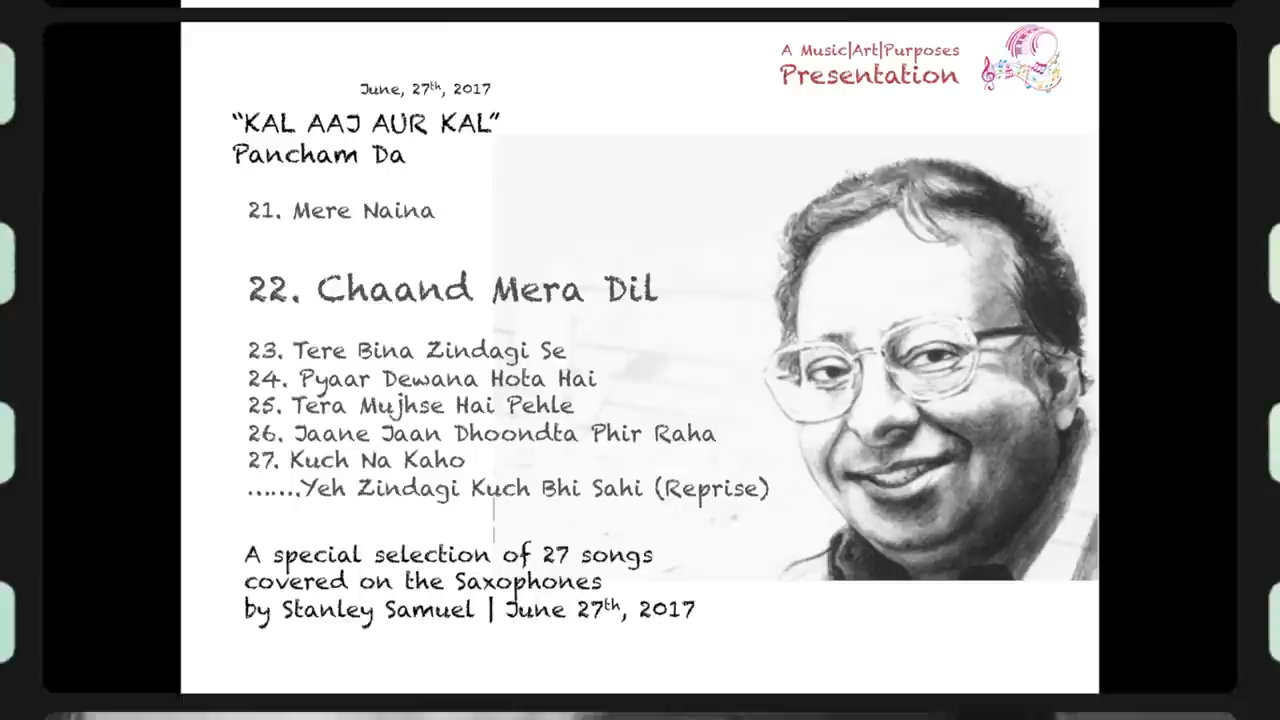 A Music|Art|Purposes
Presentation
June, 27th, 2017
“KAL AAJ AUR KAL”
Pancham Da
21. Mere Naina
22. Chaand Mera Dil
23. Tere Bina Zindagi Se
24. Pyaar Dewana Hota Hai
25. Tera Mujhse Hai Pehle
26. Jaane Jaan Dhoondta Phir Raha
27. Kuch Na Kaho
.......Yeh Zindagi Kuch Bhi Sahi (Reprise)
A special selection of 27 songs
covered on the Saxophones
by Stanley Samuel | June 27th, 2017